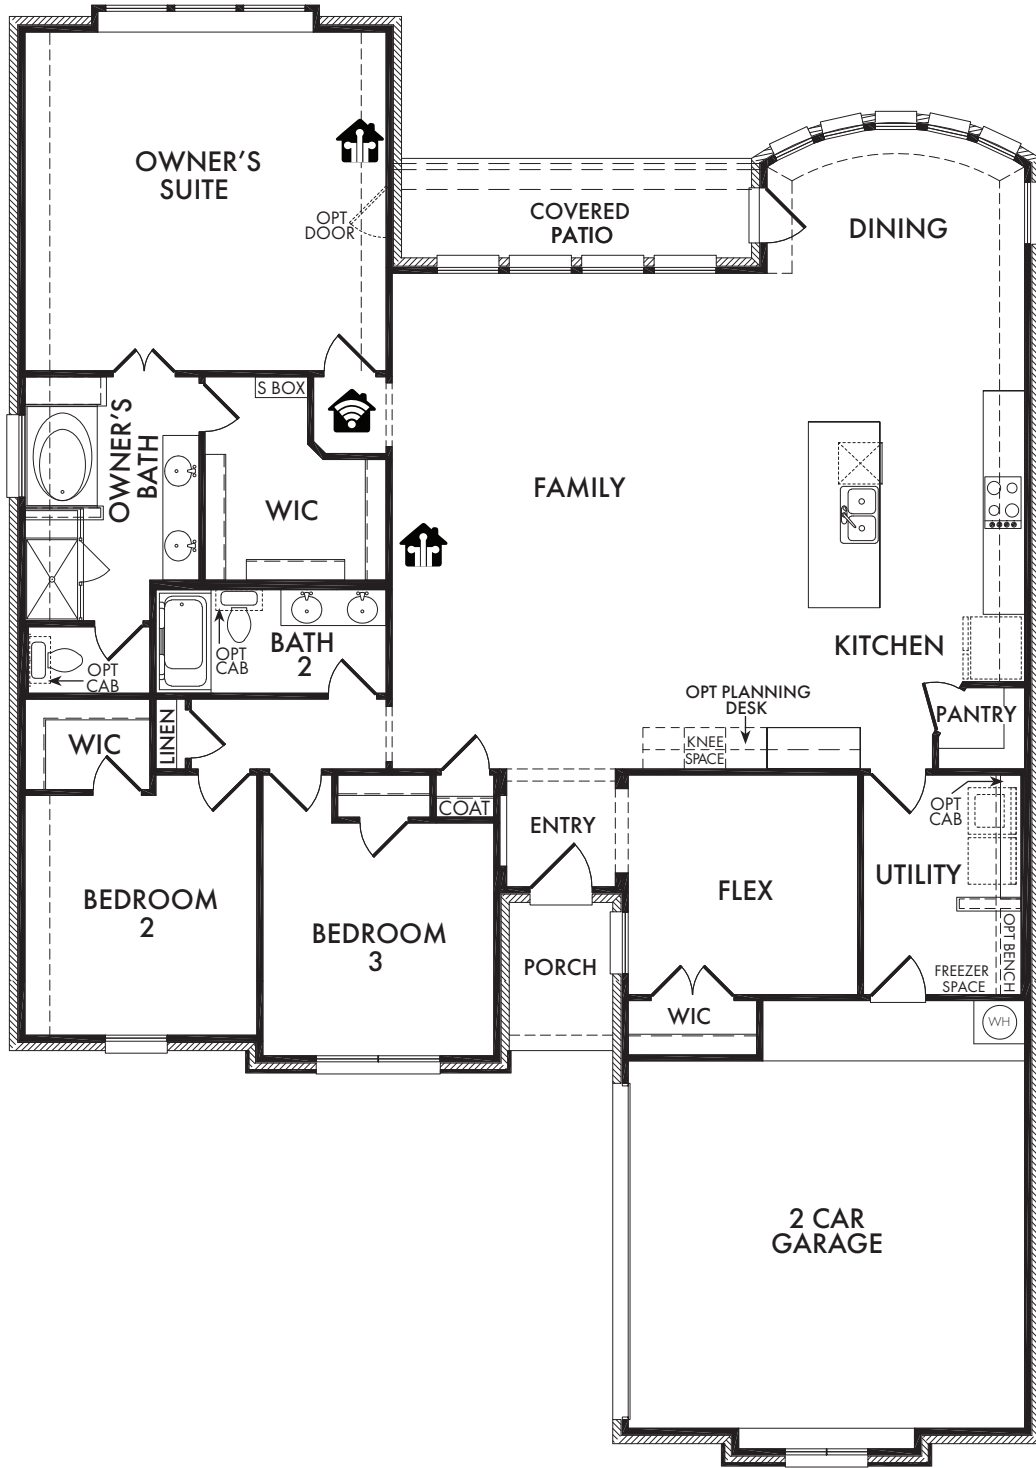 OWNER'S
SUITE
OPT
DOOR
COVERED
PATIO
DINING
S BOX
OWNER'S
BATH
WIC
FAMILY
KITCHEN
BATH
2
OPT
CAB
OPT
CAB
OPT PLANNING
DESK
KNEE
SPACE
PANTRY
WIC
LINEN
COAT
ENTRY
OPT
CAB
UTILITY
BEDROOM
2
BEDROOM
3
FLEX
PORCH
FREEZER
SPACE
OPT BENCH
WIC
WH
2 CAR
GARAGE